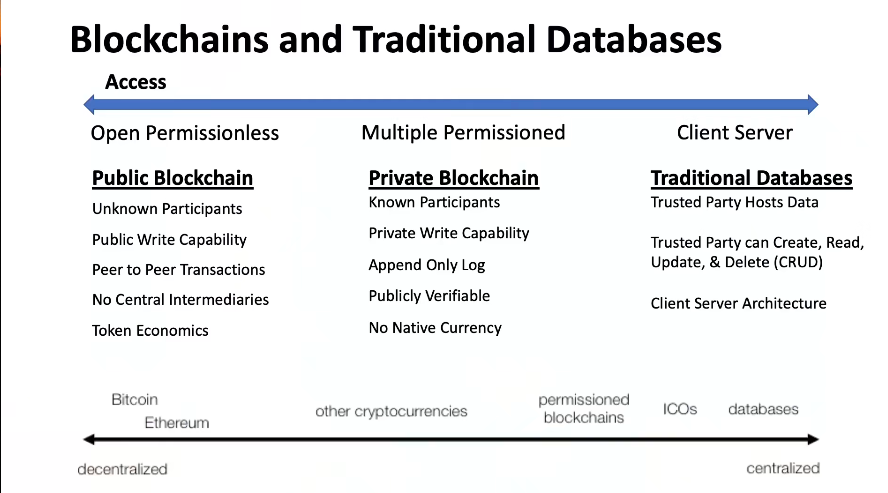 Blockchains and Traditional Databases
Access
Open Permissionless
Multiple Permissioned
Client Server
Public Blockchain
Unknown Participants
Public Write Capability
Peer to Peer Transactions
No Central Intermediaries
Token Economics
Private Blockchain
Known Participants
Private Write Capability
Append Only Log
Publicly Verifiable
No Native Currency
Traditional Databases
Trusted Party Hosts Data
Trusted Party can Create, Read,
Update, & Delete (CRUD)
Client Server Architecture
Bitcoin
Ethereum
other cryptocurrencies
permissioned
blockchains
ICOs
databases
decentralized
centralized